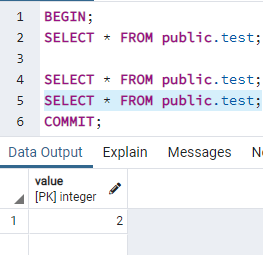 1 BEGIN;
2 SELECT * FROM public.test;
3
4 SELECT * FROM public.test;
5 SELECT * FROM public.test;
6 COMMIT;
Data Output Explain Messages N
value
[PK] integer
1 2